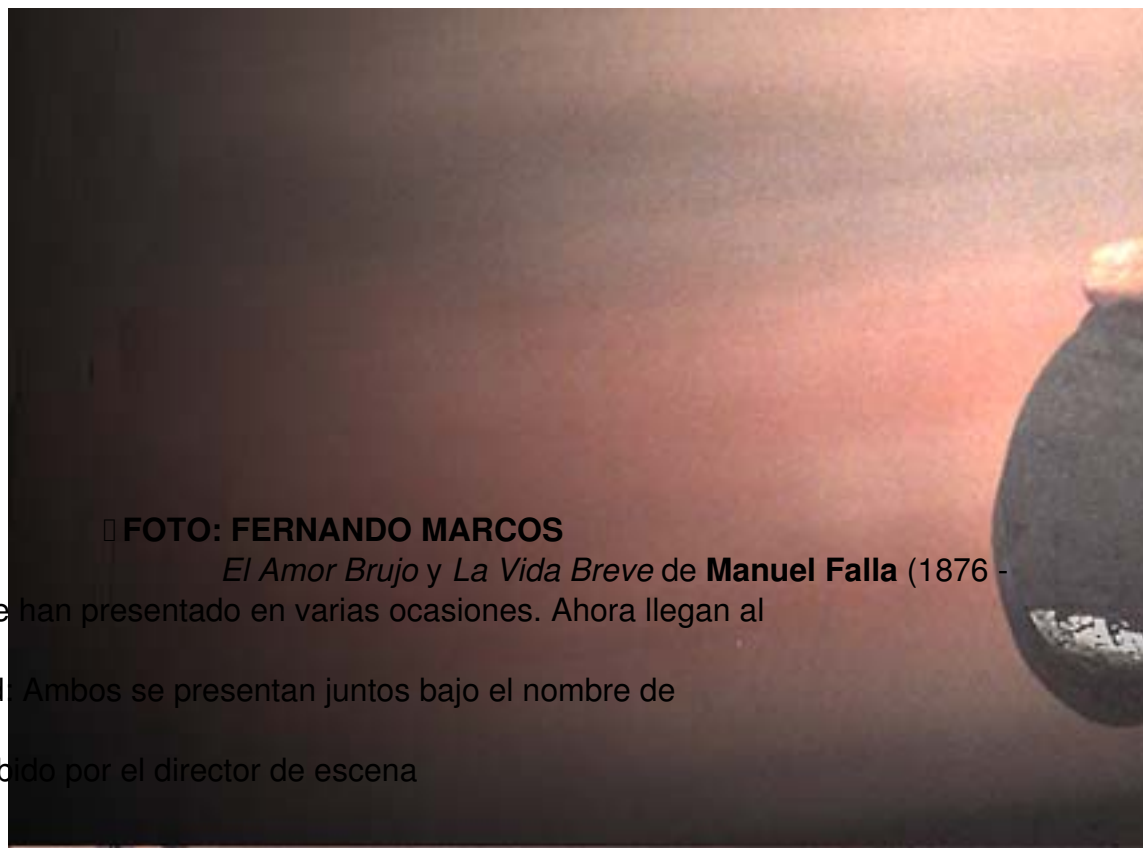 FOTO: FERNANDO MARCOS
El Amor Brujo y La Vida Breve de Manuel Falla (1876 -
han presentado en varias ocasiones. Ahora llegan al
Ambos se presentan juntos bajo el nombre de
por el director de escena